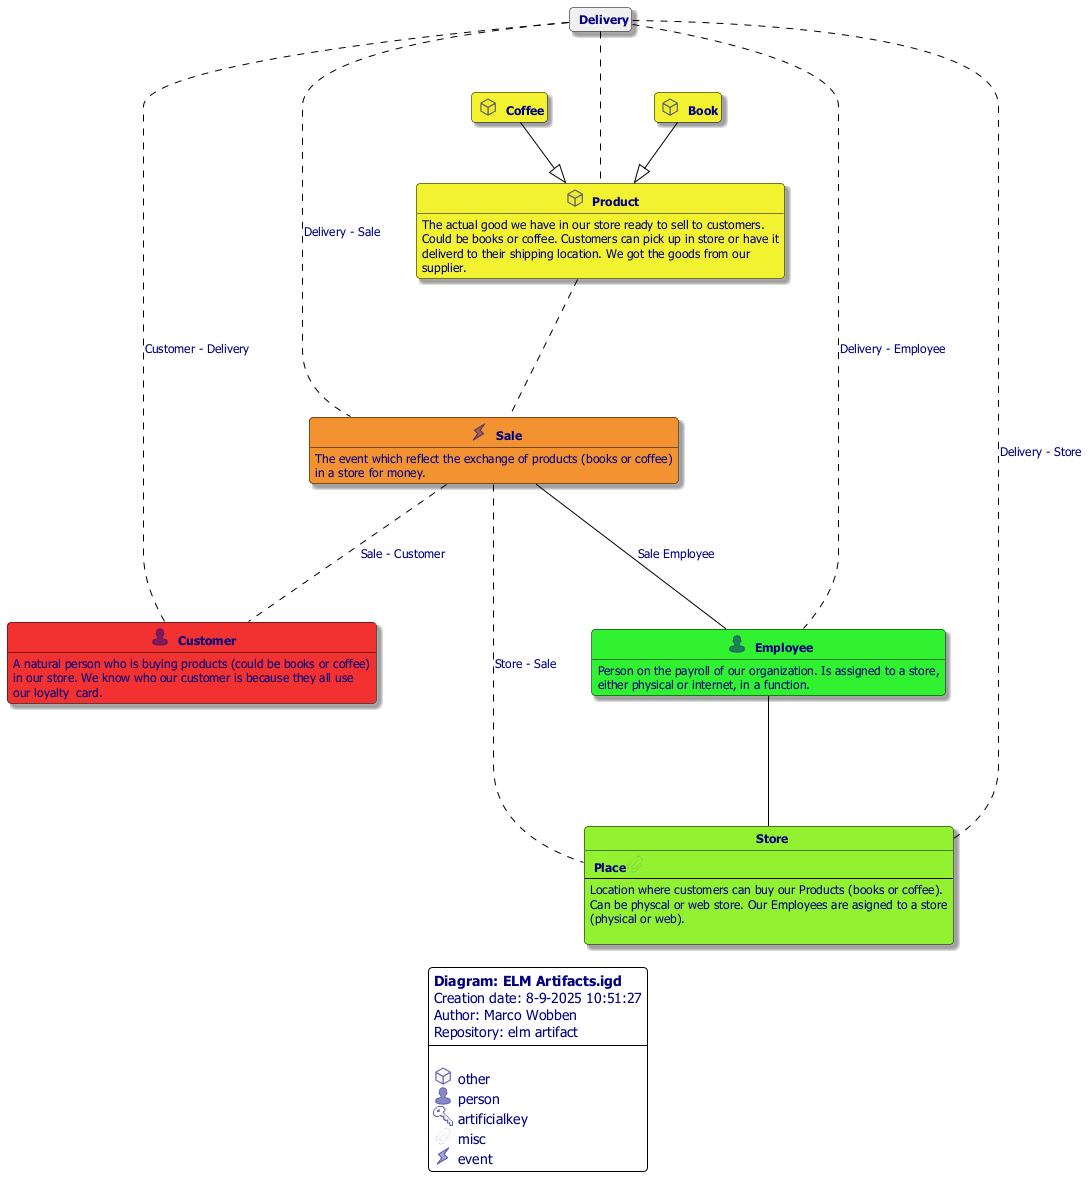 Delivery
Coffee
Book
Product
The actual good we have in our store ready to sell to customers.
Could be books or coffee. Customers can pick up in store or have it
deliverd to their shipping location. We got the goods from our
supplier.
Delivery - Sale
Customer - Delivery
Delivery - Employee
Sale
The event which reflect the exchange of products (books or coffee)
in a store for money.
Delivery - Store
Sale - Customer
Sale Employee
Customer
A natural person who is buying products (could be books or coffee)
in our store. We know who our customer is because they all use
our loyalty  card.
Store - Sale
Employee
Person on the payroll of our organization. Is assigned to a store,
either physical or internet, in a function.
Store
Place
Location where customers can buy our Products (books or coffee).
Can be physcal or web store. Our Employees are asigned to a store
(physical or web).
Diagram: ELM Artifacts.igd
Creation date: 8-9-2025 10:51:27
Author: Marco Wobben
Repository: elm artifact
other
person
artificialkey
misc
event